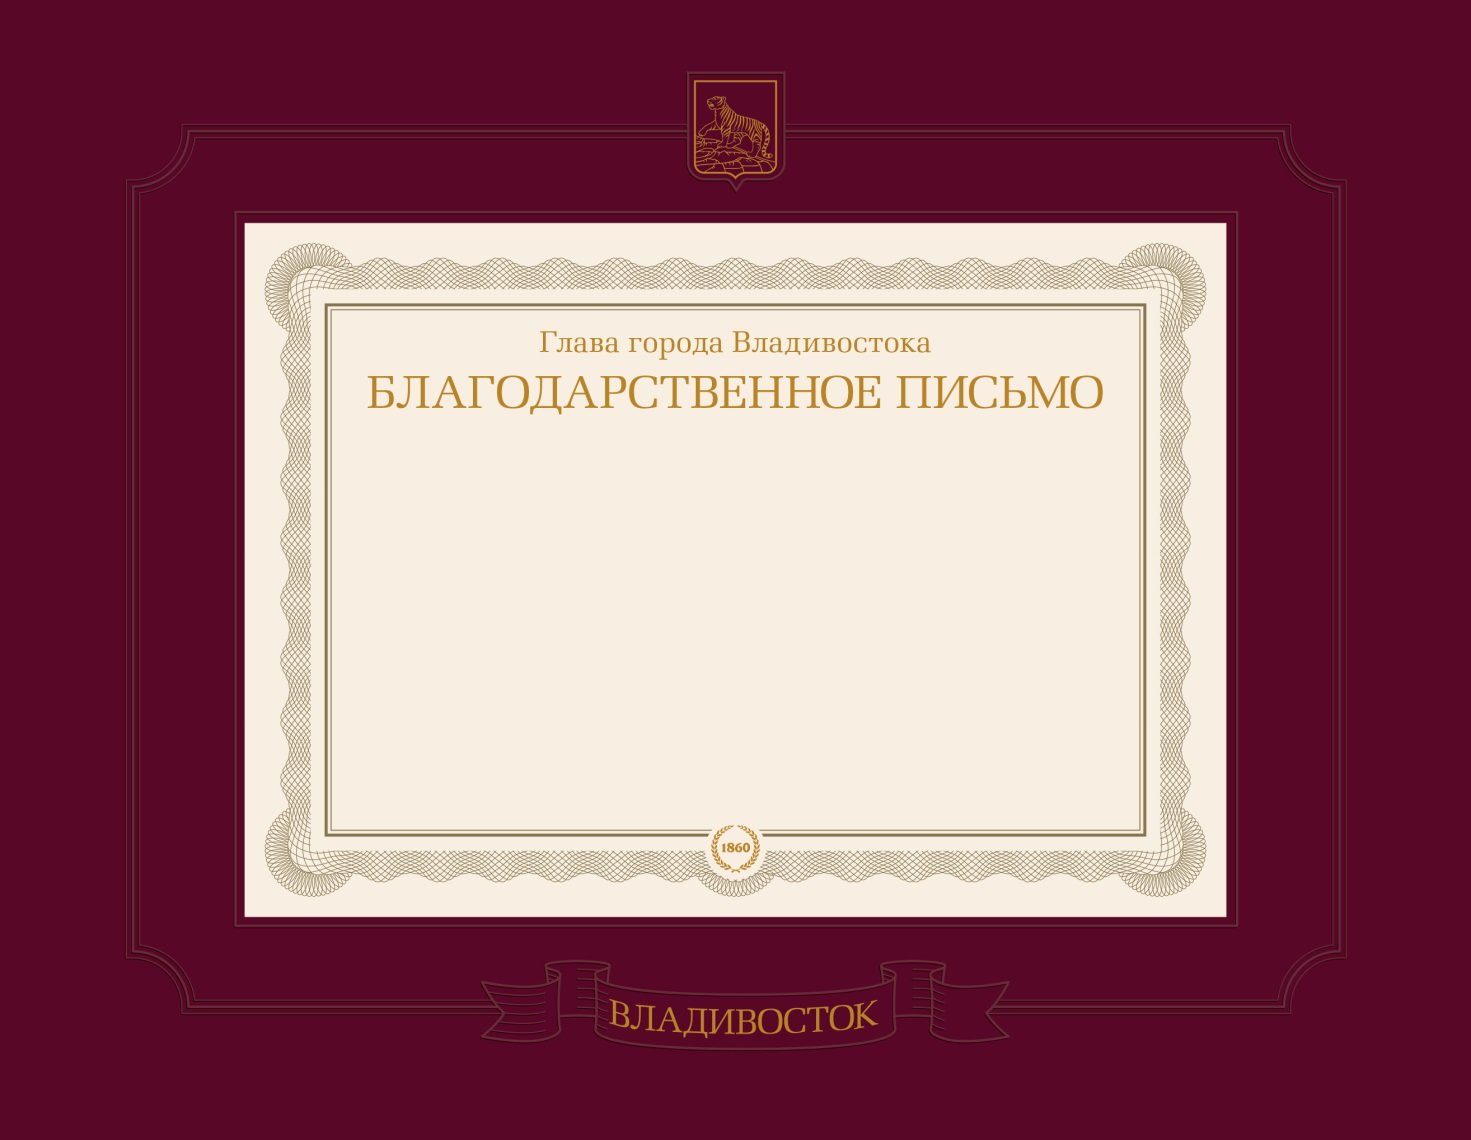 Глава города Владивостока
БЛАГОДАРСТВЕННОЕ ПИСЬМО
1860
ВЛАДИВОСТОК